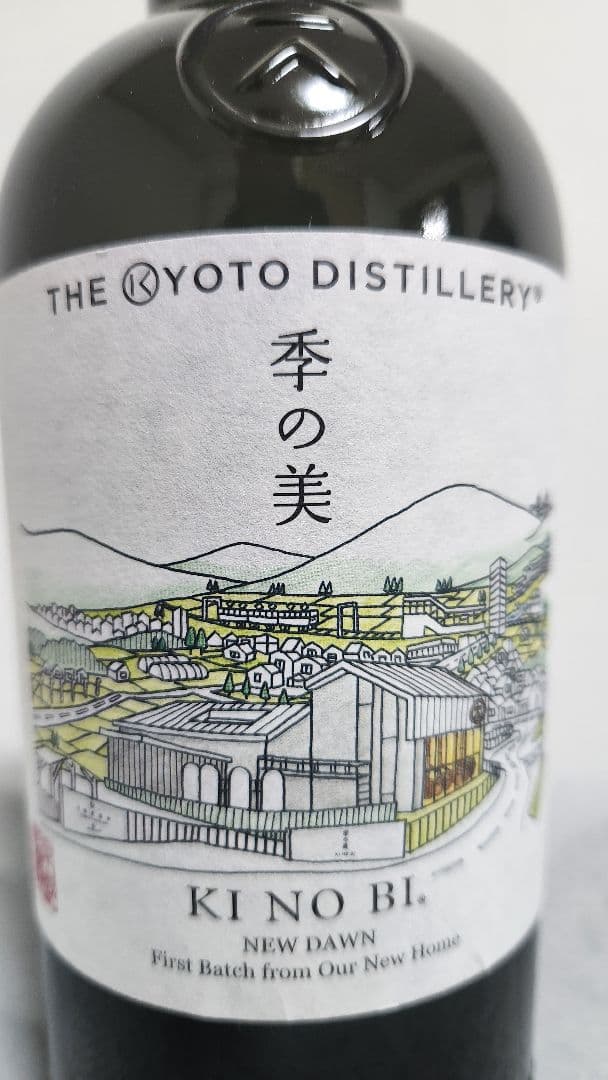 THE KYOTO DISTILLERY®
季の美
KI NO BI®
NEW DAWN
First Batch from Our New Home